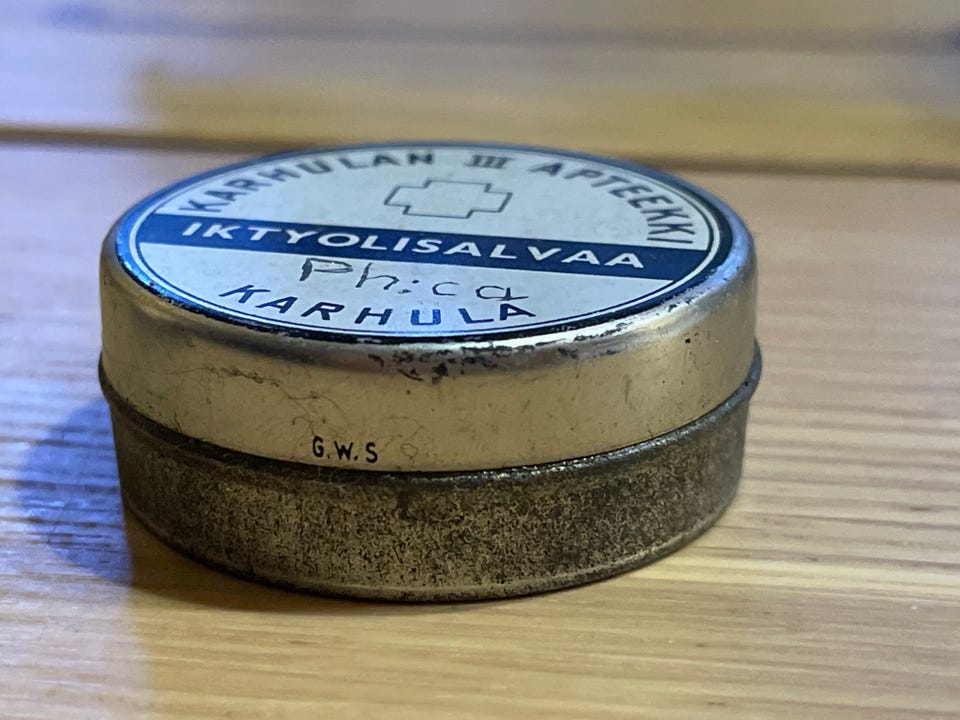 KARHULAN III APTEEKKI
IKTYOLISALVAA
Ph:ca
KARHULA
G.W.S